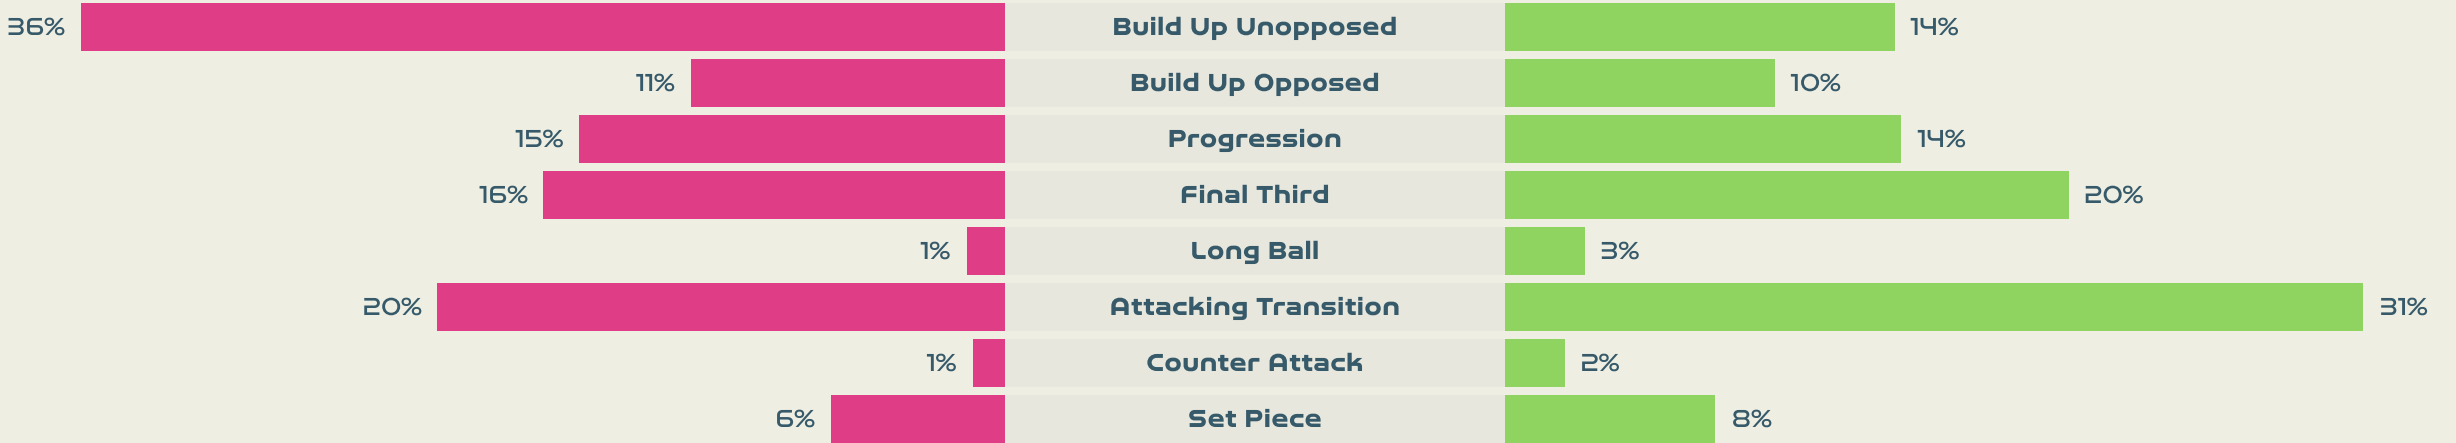 36% Build Up Unopposed 14%
11% Build Up Opposed 10%
15% Progression 14%
16% Final Third 20%
1% Long Ball 3%
20% Attacking Transition 31%
1% Counter Attack 2%
6% Set Piece 8%